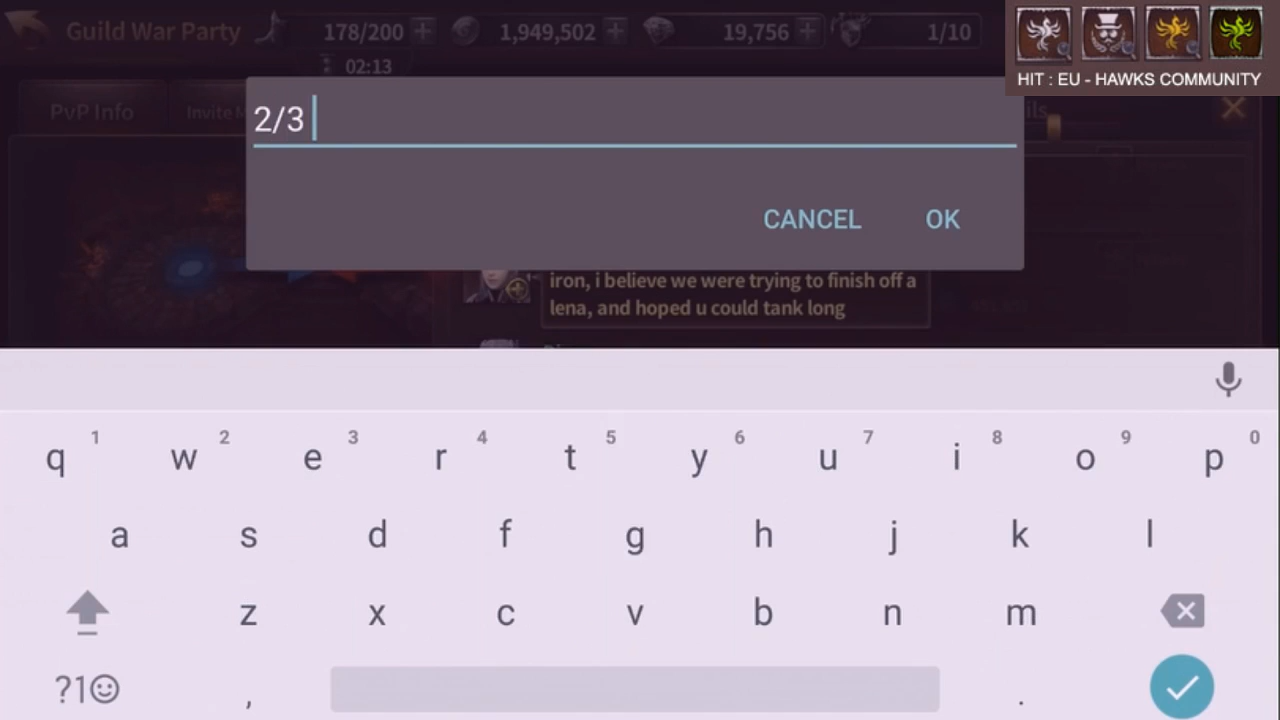 Guild War Party 178/200 1,949,502 19,756 1/10
02:13
HIT : EU - HAWKS COMMUNITY
PvP Info Invite
2/3
CANCEL OK
iron, i believe we were trying to finish off a
lena, and hoped u could tank long
q 1 w 2 e 3 r 4 t 5 y 6 u 7 i 8 o 9 p 0
a s d f g h j k l
z x c v b n m
?1☺ , .